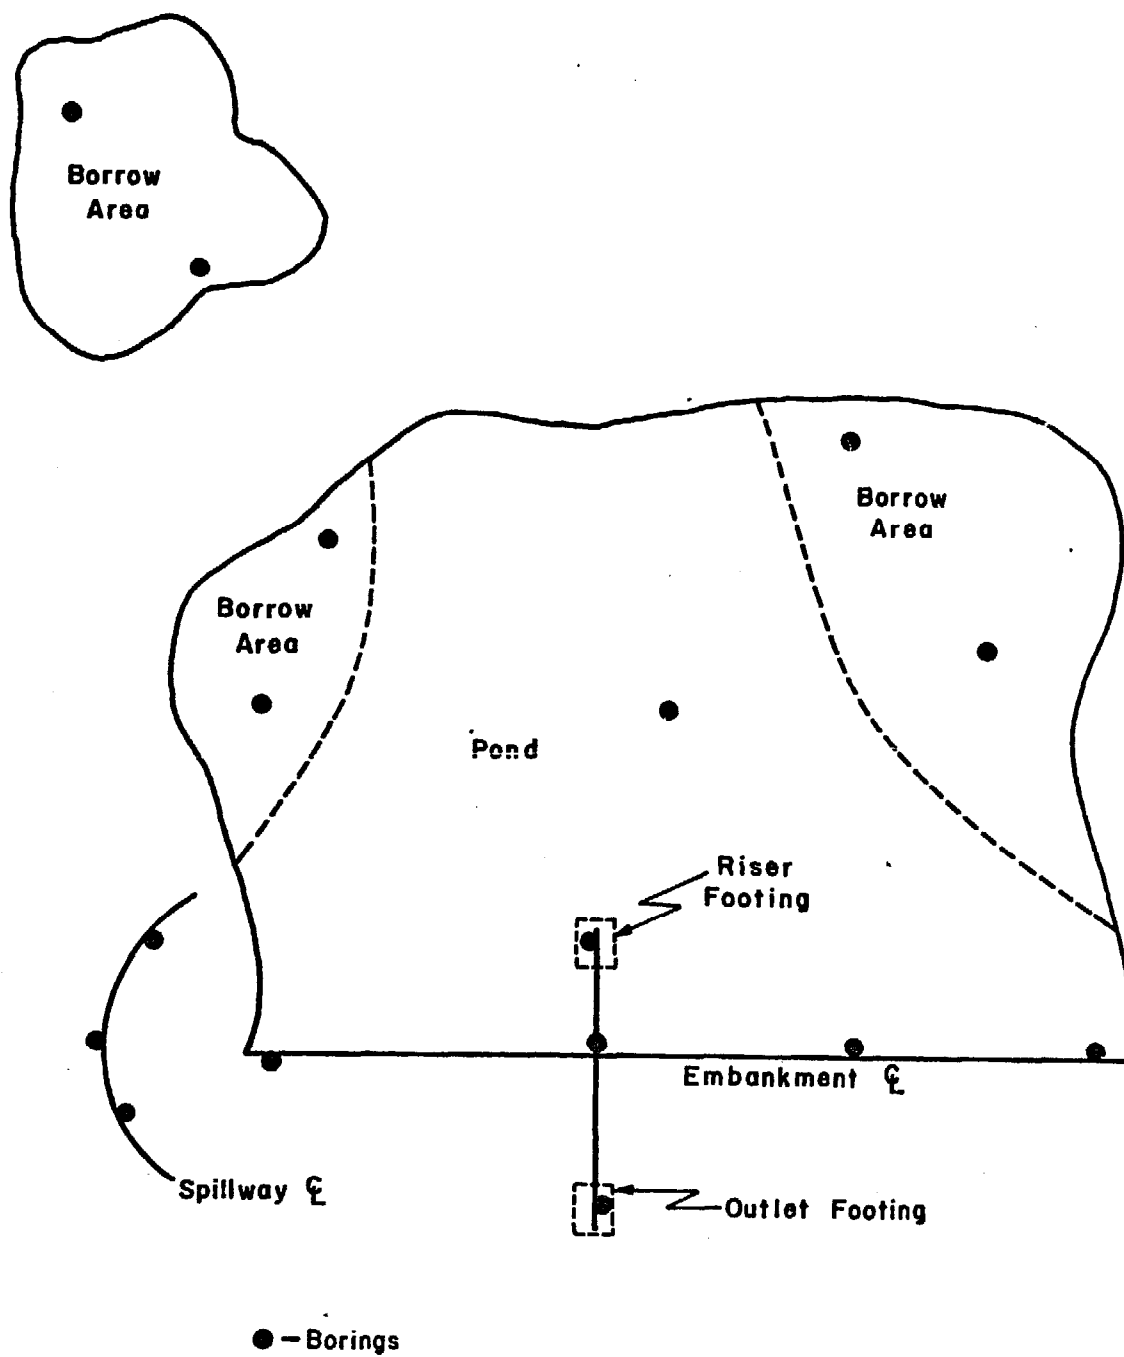 Borrow
Area
Borrow
Area
Borrow
Area
Pond
Riser
Footing
Embankment ℄
Spillway ℄
Outlet Footing
– Borings